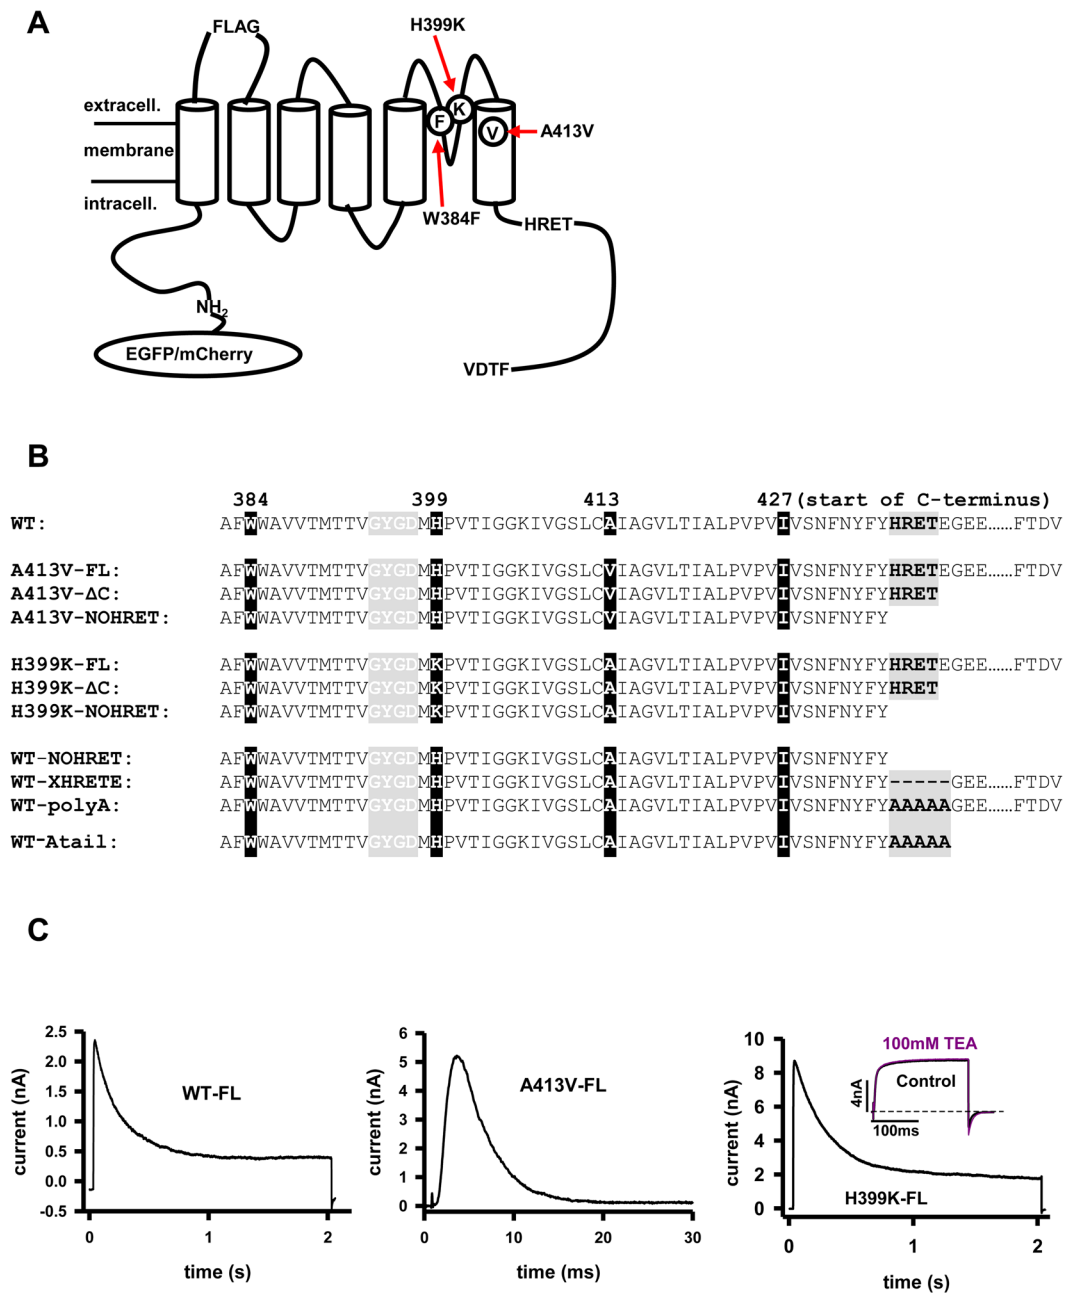 A
FLAG
H399K
extracell.
K
F
V
A413V
membrane
intracell.
W384F
HRET
NH2
EGFP/mCherry
VDTF
B
384 399 413 427(start of C-terminus)
WT: AFWWAVVTMTTVGYGDMHPVTIGGKIVGSLCAIAGVLTIALPVPVIVSNFNYFYHRETEGEE......FTDV
A413V-FL: AFWWAVVTMTTVGYGDMHPVTIGGKIVGSLCVIAGVLTIALPVPVIVSNFNYFYHRETEGEE......FTDV
A413V-ΔC: AFWWAVVTMTTVGYGDMHPVTIGGKIVGSLCVIAGVLTIALPVPVIVSNFNYFYHRET
A413V-NOHRET: AFWWAVVTMTTVGYGDMHPVTIGGKIVGSLCVIAGVLTIALPVPVIVSNFNYFY
H399K-FL: AFWWAVVTMTTVGYGDMKPVTIGGKIVGSLCAIAGVLTIALPVPVIVSNFNYFYHRETEGEE......FTDV
H399K-ΔC: AFWWAVVTMTTVGYGDMKPVTIGGKIVGSLCAIAGVLTIALPVPVIVSNFNYFYHRET
H399K-NOHRET: AFWWAVVTMTTVGYGDMKPVTIGGKIVGSLCAIAGVLTIALPVPVIVSNFNYFY
WT-NOHRET: AFWWAVVTMTTVGYGDMHPVTIGGKIVGSLCAIAGVLTIALPVPVIVSNFNYFY
WT-XHRETE: AFWWAVVTMTTVGYGDMHPVTIGGKIVGSLCAIAGVLTIALPVPVIVSNFNYFY-----GEE......FTDV
WT-polyA: AFWWAVVTMTTVGYGDMHPVTIGGKIVGSLCAIAGVLTIALPVPVIVSNFNYFYAAAAAGEE......FTDV
WT-Atail: AFWWAVVTMTTVGYGDMHPVTIGGKIVGSLCAIAGVLTIALPVPVIVSNFNYFYAAAAA
C
current (nA)
2.5
2.0
1.5
1.0
0.5
0.0
-0.5
WT-FL
0 1 2
time (s)
current (nA)
6
5
4
3
2
1
0
A413V-FL
0 10 20 30
time (ms)
current (nA)
10
8
6
4
2
0
100mM TEA
Control
4nA
100ms
H399K-FL
0 1 2
time (s)